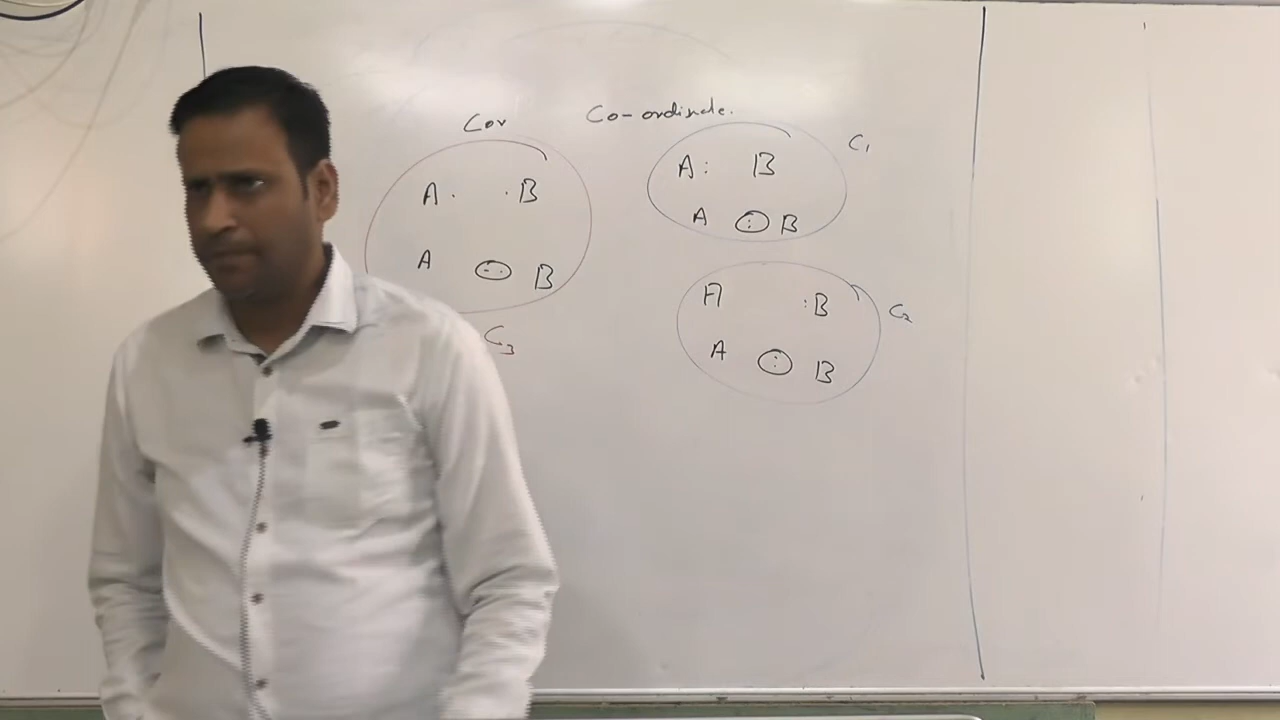 Cov
A . . B
A .. B
C3
Co-ordinate.
A : B
A : B
C1
A : B
A : B
C2